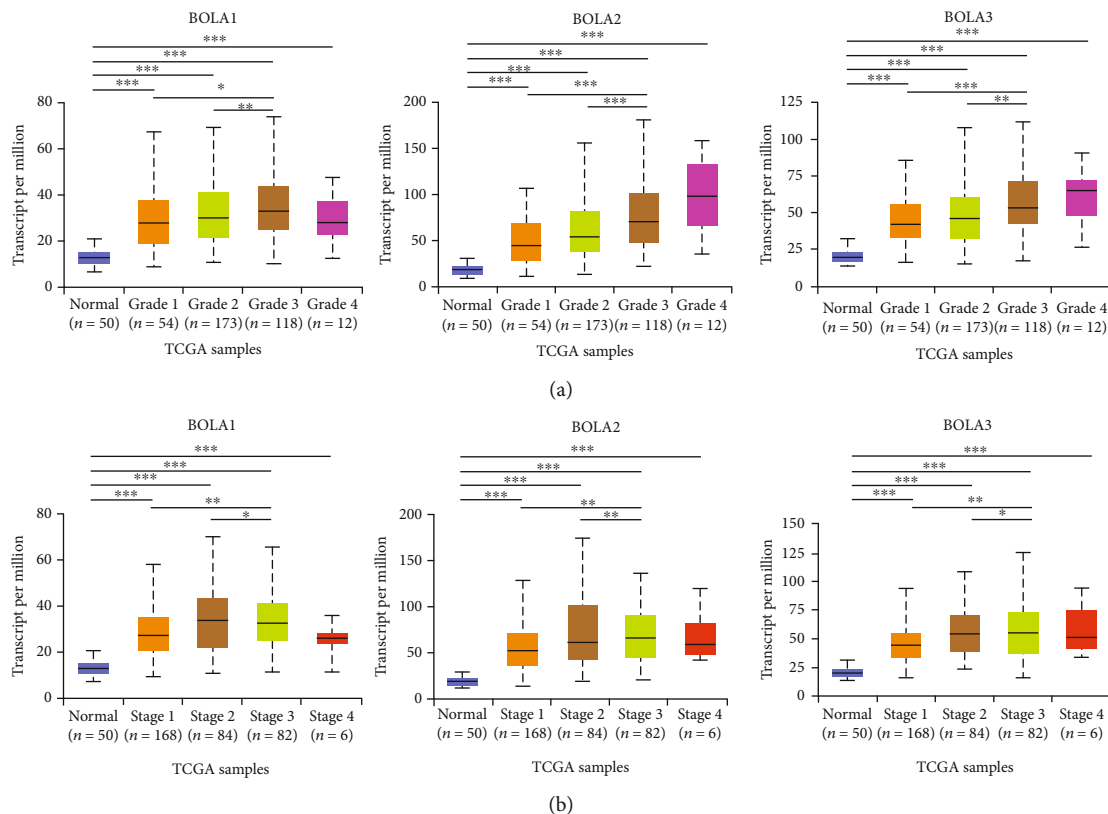 (a)
BOLA1
***
***
***
***
*
**
Transcript per million
80
60
40
20
0
Normal Grade 1 Grade 2 Grade 3 Grade 4
(n = 50) (n = 54) (n = 173) (n = 118) (n = 12)
TCGA samples
BOLA2
***
***
***
***
***
***
Transcript per million
200
150
100
50
0
Normal Grade 1 Grade 2 Grade 3 Grade 4
(n = 50) (n = 54) (n = 173) (n = 118) (n = 12)
TCGA samples
BOLA3
***
***
***
***
***
**
Transcript per million
125
100
75
50
25
0
Normal Grade 1 Grade 2 Grade 3 Grade 4
(n = 50) (n = 54) (n = 173) (n = 118) (n = 12)
TCGA samples
BOLA1
***
***
***
***
**
*
Transcript per million
80
60
40
20
0
Normal Stage 1 Stage 2 Stage 3 Stage 4
(n = 50) (n = 168) (n = 84) (n = 82) (n = 6)
TCGA samples
BOLA2
***
***
***
***
**
**
Transcript per million
200
150
100
50
0
Normal Stage 1 Stage 2 Stage 3 Stage 4
(n = 50) (n = 168) (n = 84) (n = 82) (n = 6)
TCGA samples
BOLA3
***
***
***
***
**
*
Transcript per million
150
125
100
75
50
25
0
Normal Stage 1 Stage 2 Stage 3 Stage 4
(n = 50) (n = 168) (n = 84) (n = 82) (n = 6)
TCGA samples
(b)